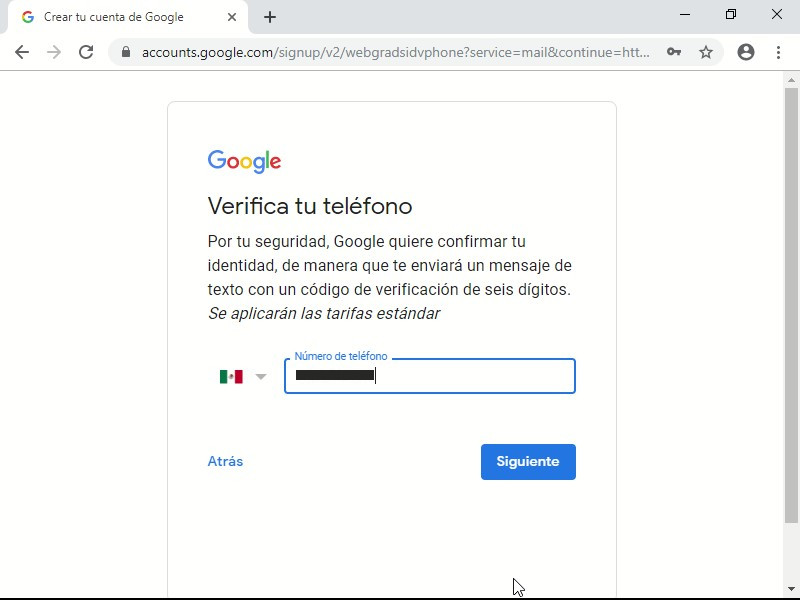 Crear tu cuenta de Google
accounts.google.com/signup/v2/webgradsidvphone?service=mail&continue=htt...
Google
Verifica tu teléfono
Por tu seguridad, Google quiere confirmar tu
identidad, de manera que te enviará un mensaje de
texto con un código de verificación de seis dígitos.
Se aplicarán las tarifas estándar
Número de teléfono
Atrás
Siguiente